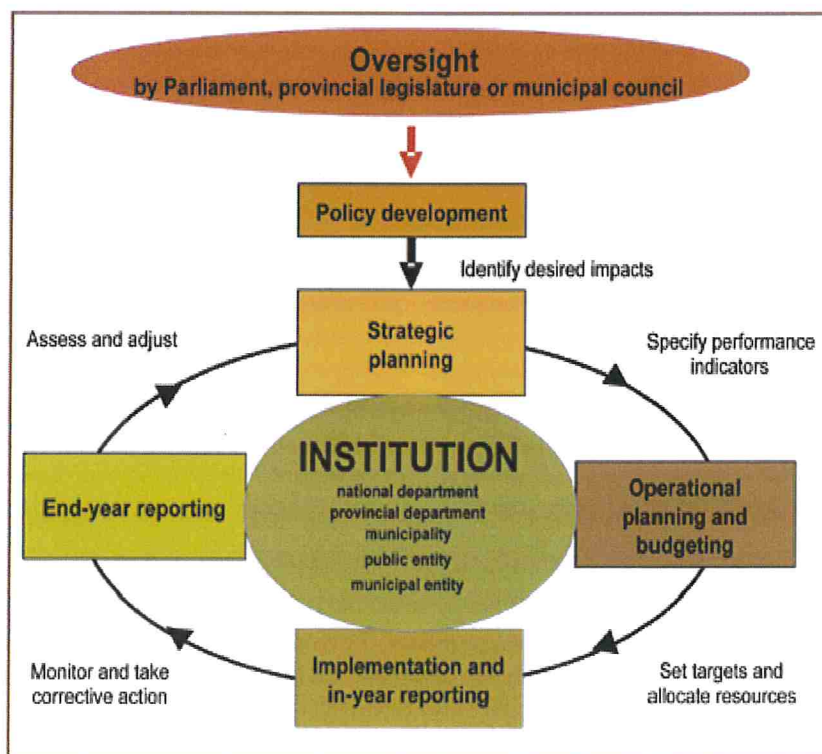 Oversight
by Parliament, provincial legislature or municipal council
Policy development
Identify desired impacts
Strategic
planning
Assess and adjust
Specify performance
indicators
INSTITUTION
national department
provincial department
municipality
public entity
municipal entity
End-year reporting
Operational
planning and
budgeting
Implementation and
in-year reporting
Monitor and take
corrective action
Set targets and
allocate resources